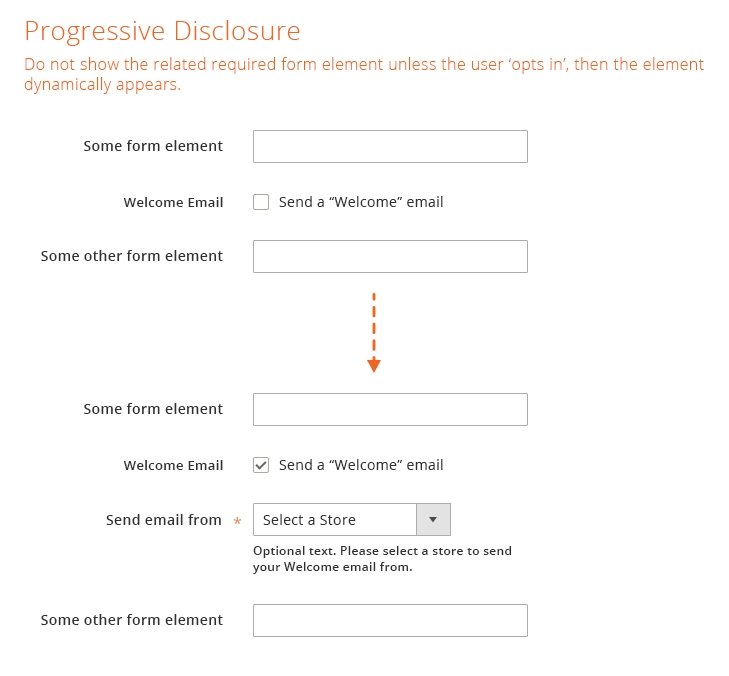 Progressive Disclosure
Do not show the related required form element unless the user ‘opts in’, then the element
dynamically appears.
Some form element
Welcome Email
Send a “Welcome” email
Some other form element
Some form element
Welcome Email
Send a “Welcome” email
Send email from *
Select a Store
Optional text. Please select a store to send
your Welcome email from.
Some other form element